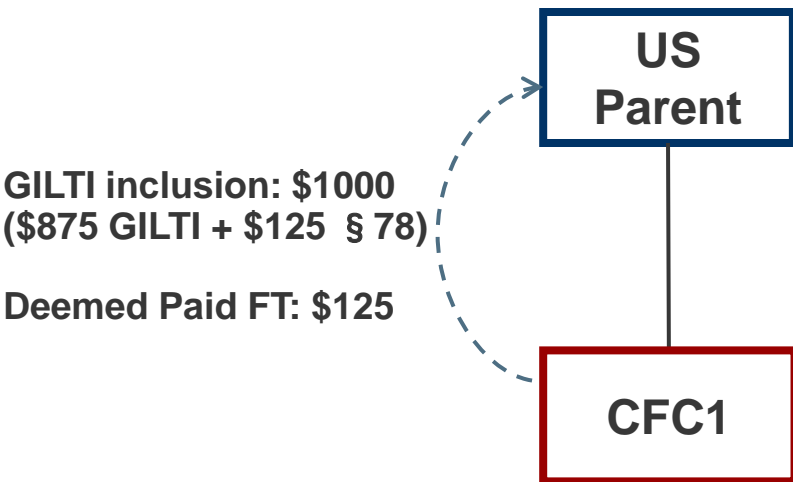 US
Parent
GILTI inclusion: $1000
($875 GILTI + $125 § 78)
Deemed Paid FT: $125
CFC1